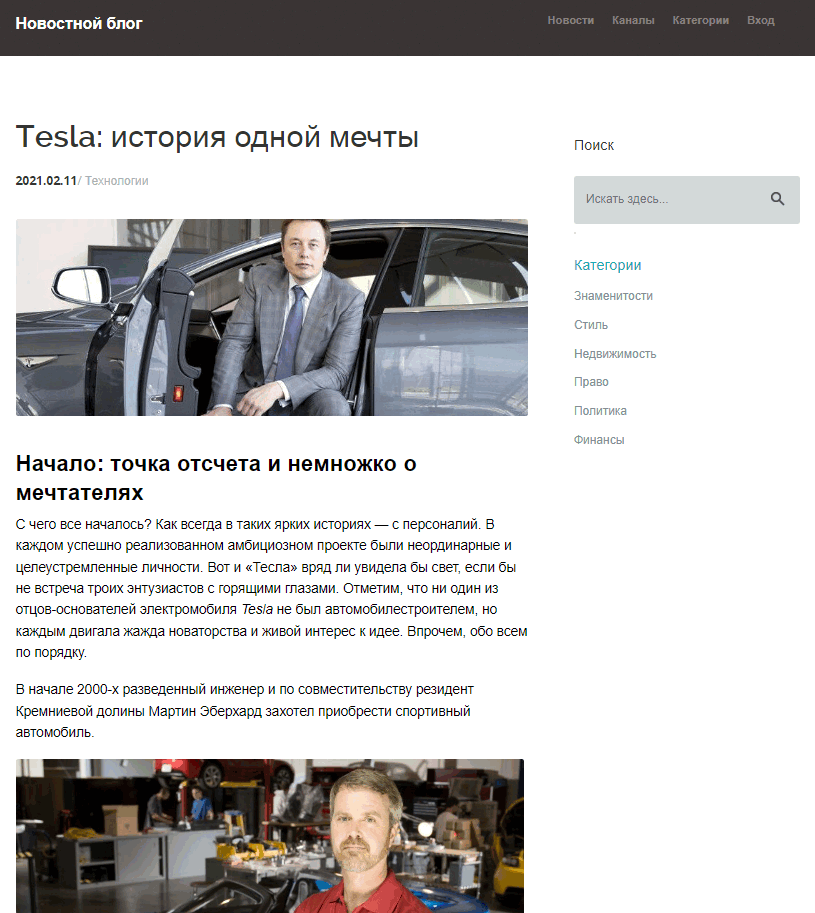 Новостной блог
Новости Каналы Категории Вход
Tesla: история одной мечты
2021.02.11/ Технологии
Начало: точка отсчета и немножко о
мечтателях
С чего все началось? Как всегда в таких ярких историях — с персоналий. В
каждом успешно реализованном амбициозном проекте были неординарные и
целеустремленные личности. Вот и «Тесла» вряд ли увидела бы свет, если бы
не встреча троих энтузиастов с горящими глазами. Отметим, что ни один из
отцов-основателей электромобиля Tesla не был автомобилестроителем, но
каждым двигала жажда новаторства и живой интерес к идее. Впрочем, обо всем
по порядку.
В начале 2000-х разведенный инженер и по совместительству резидент
Кремниевой долины Мартин Эберхард захотел приобрести спортивный
автомобиль.
Поиск
Искать здесь...
Категории
Знаменитости
Стиль
Недвижимость
Право
Политика
Финансы